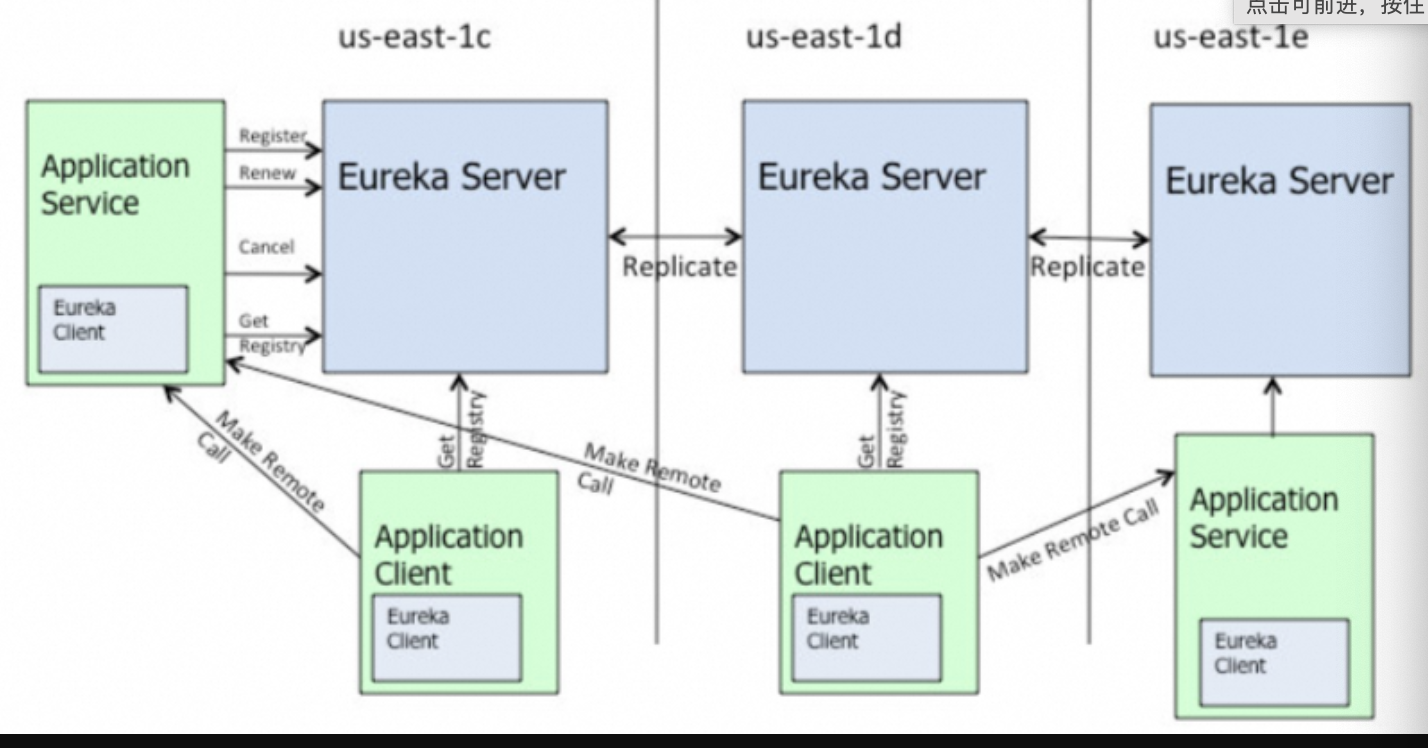 点击可前进，按住
us-east-1c
us-east-1d
us-east-1e
Application
Service
Eureka
Client
Register
Renew
Cancel
Get
Registry
Eureka Server
Replicate
Eureka Server
Replicate
Eureka Server
Make Remote
Call
Get
Registry
Make Remote
Call
Get
Registry
Make Remote Call
Application
Client
Eureka
Client
Application
Client
Eureka
Client
Application
Service
Eureka
Client